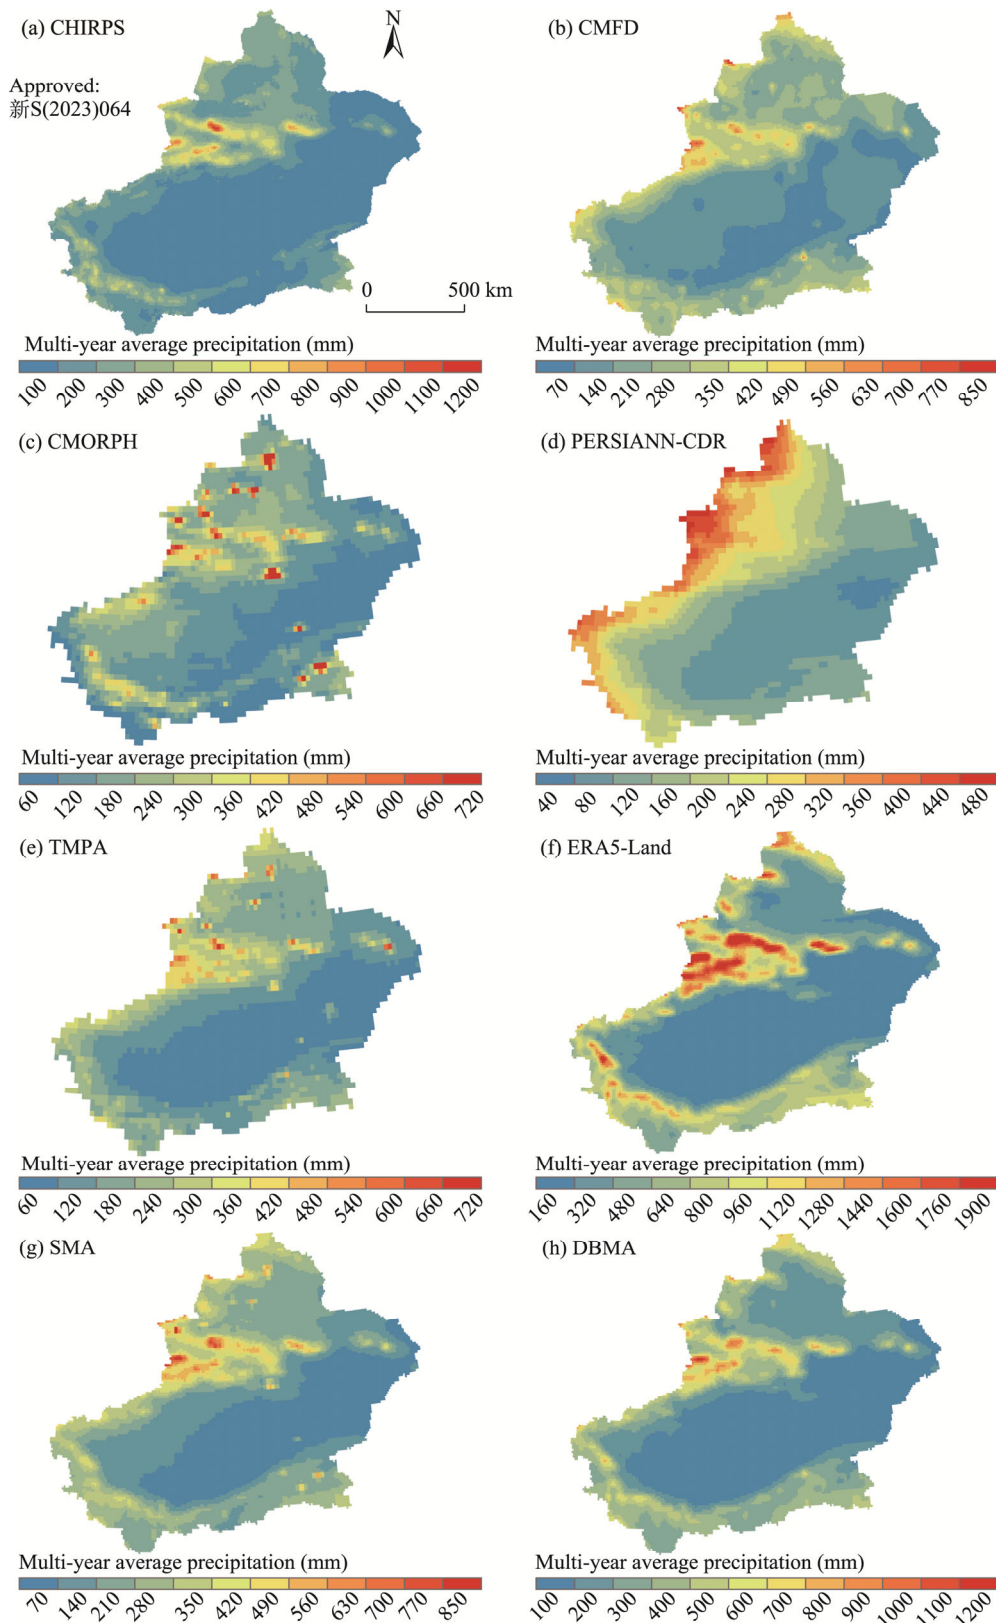 (a) CHIRPS
N
(b) CMFD
Approved:
新S(2023)064
0 500 km
Multi-year average precipitation (mm)
100 200 300 400 500 600 700 800 900 1000 1100 1200
Multi-year average precipitation (mm)
70 140 210 280 350 420 490 560 630 700 770 850
(c) CMORPH
(d) PERSIANN-CDR
Multi-year average precipitation (mm)
60 120 180 240 300 360 420 480 540 600 660 720
Multi-year average precipitation (mm)
40 80 120 160 200 240 280 320 360 400 440 480
(e) TMPA
(f) ERA5-Land
Multi-year average precipitation (mm)
60 120 180 240 300 360 420 480 540 600 660 720
Multi-year average precipitation (mm)
160 320 480 640 800 960 1120 1280 1440 1600 1760 1900
(g) SMA
(h) DBMA
Multi-year average precipitation (mm)
70 140 210 280 350 420 490 560 630 700 770 850
Multi-year average precipitation (mm)
100 200 300 400 500 600 700 800 900 1000 1100 1200